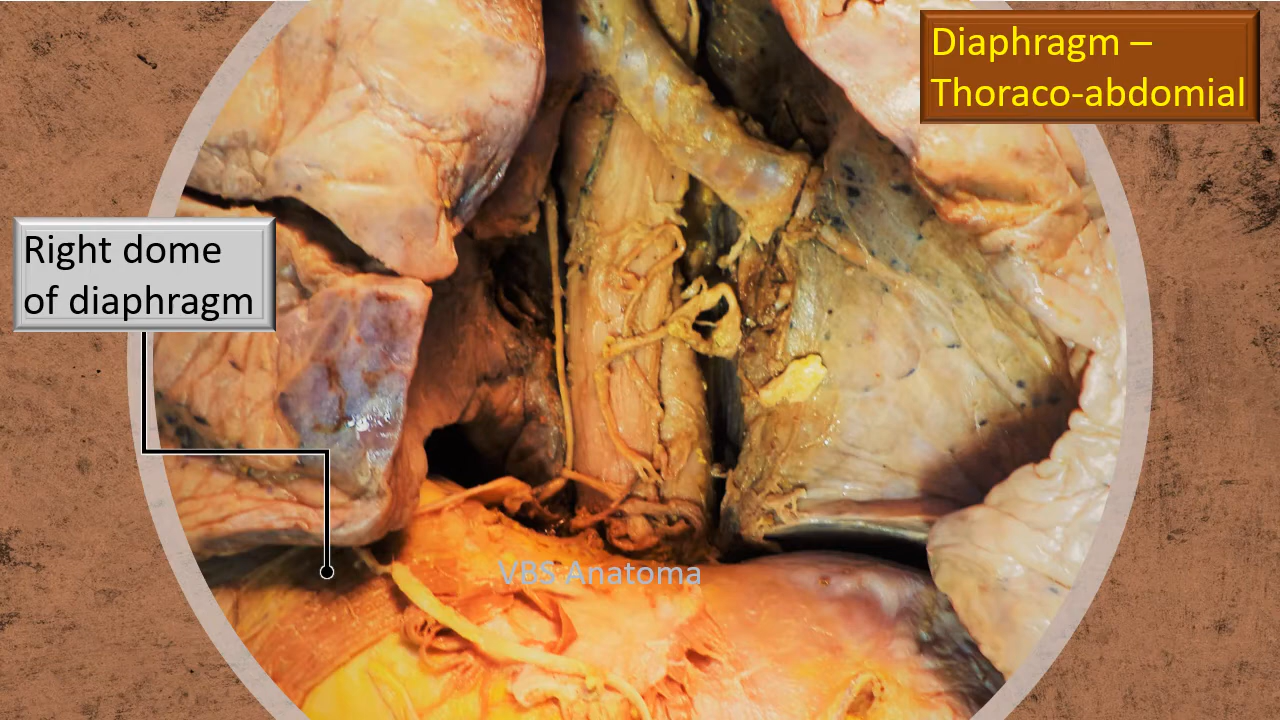 Diaphragm –
Thoraco-abdomial
Right dome
of diaphragm
VBS Anatoma